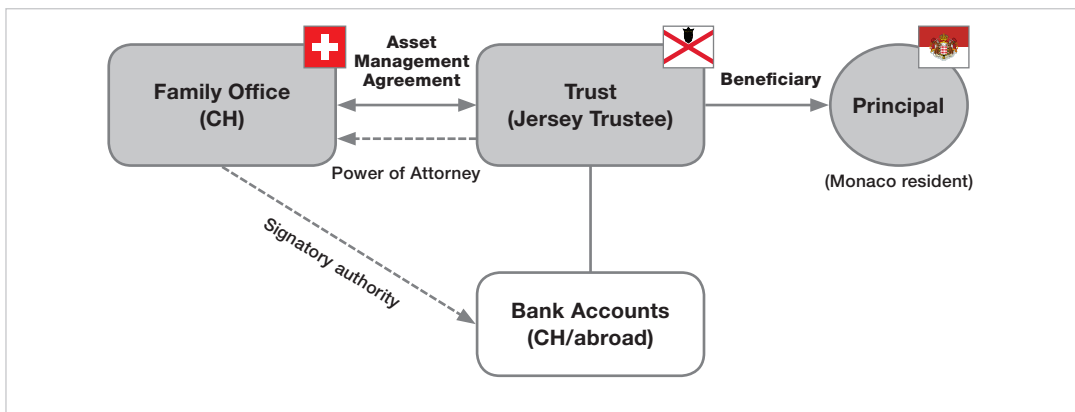 Asset
Management
Agreement
Family Office
(CH)
Trust
(Jersey Trustee)
Beneficiary
Principal
Power of Attorney
(Monaco resident)
Signatory authority
Bank Accounts
(CH/abroad)